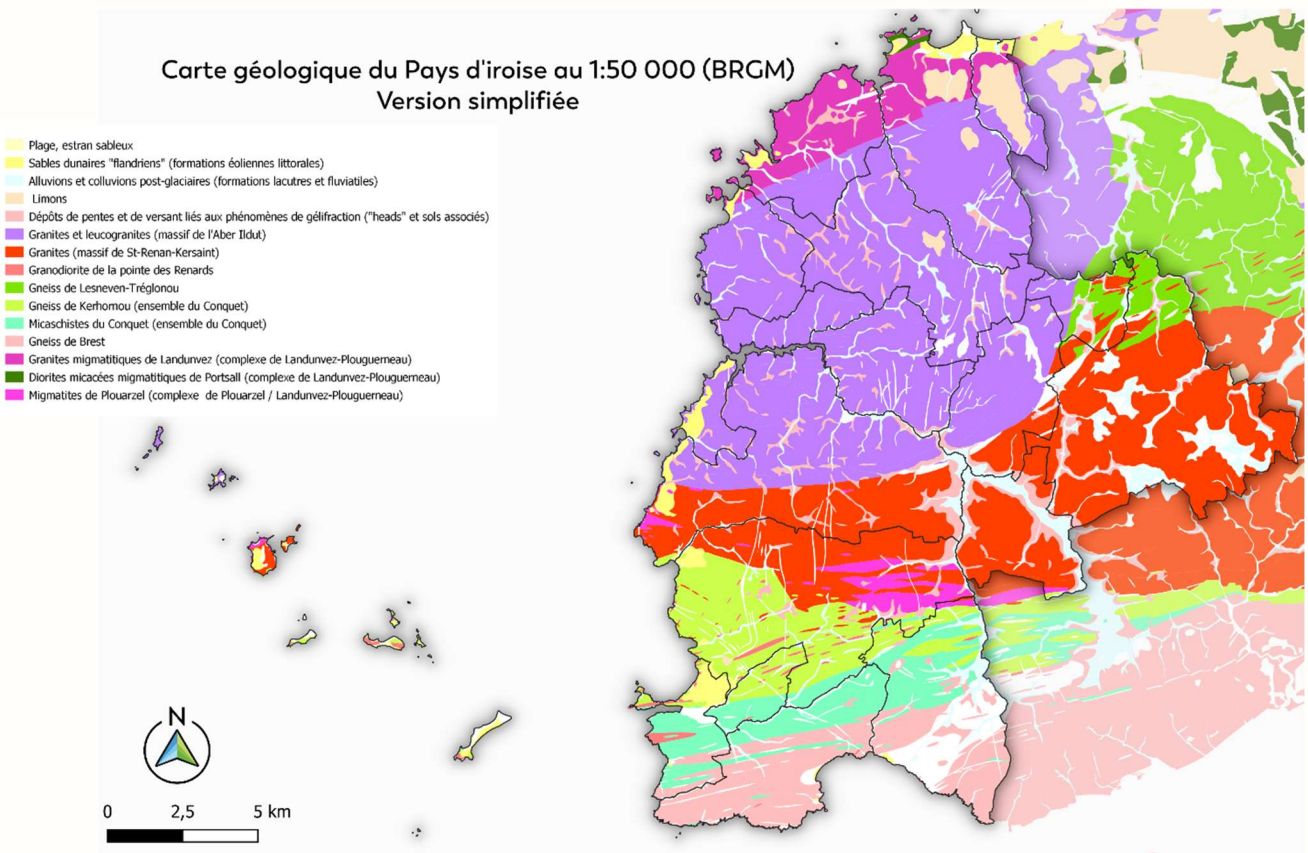 Carte géologique du Pays d'iroise au 1:50 000 (BRGM)
Version simplifiée
Plage, estran sableux
Sables dunaires "flandriens" (formations éoliennes littorales)
Alluvions et colluvions post-glaciaires (formations lacutres et fluviatiles)
Limons
Dépôts de pentes et de versant liés aux phénomènes de gélifraction ("heads" et sols associés)
Granites et leucogranites (massif de l'Aber Ildut)
Granites (massif de St-Renan-Kersaint)
Granodiorite de la pointe des Renards
Gneiss de Lesneven-Tréglonou
Gneiss de Kerhornou (ensemble du Conquet)
Micaschistes du Conquet (ensemble du Conquet)
Gneiss de Brest
Granites migmatitiques de Landunvez (complexe de Landunvez-Plouguerneau)
Diorites micacées migmatitiques de Portsall (complexe de Landunvez-Plouguerneau)
Migmatites de Plouarzel (complexe de Plouarzel / Landunvez-Plouguerneau)
N
0 2,5 5 km